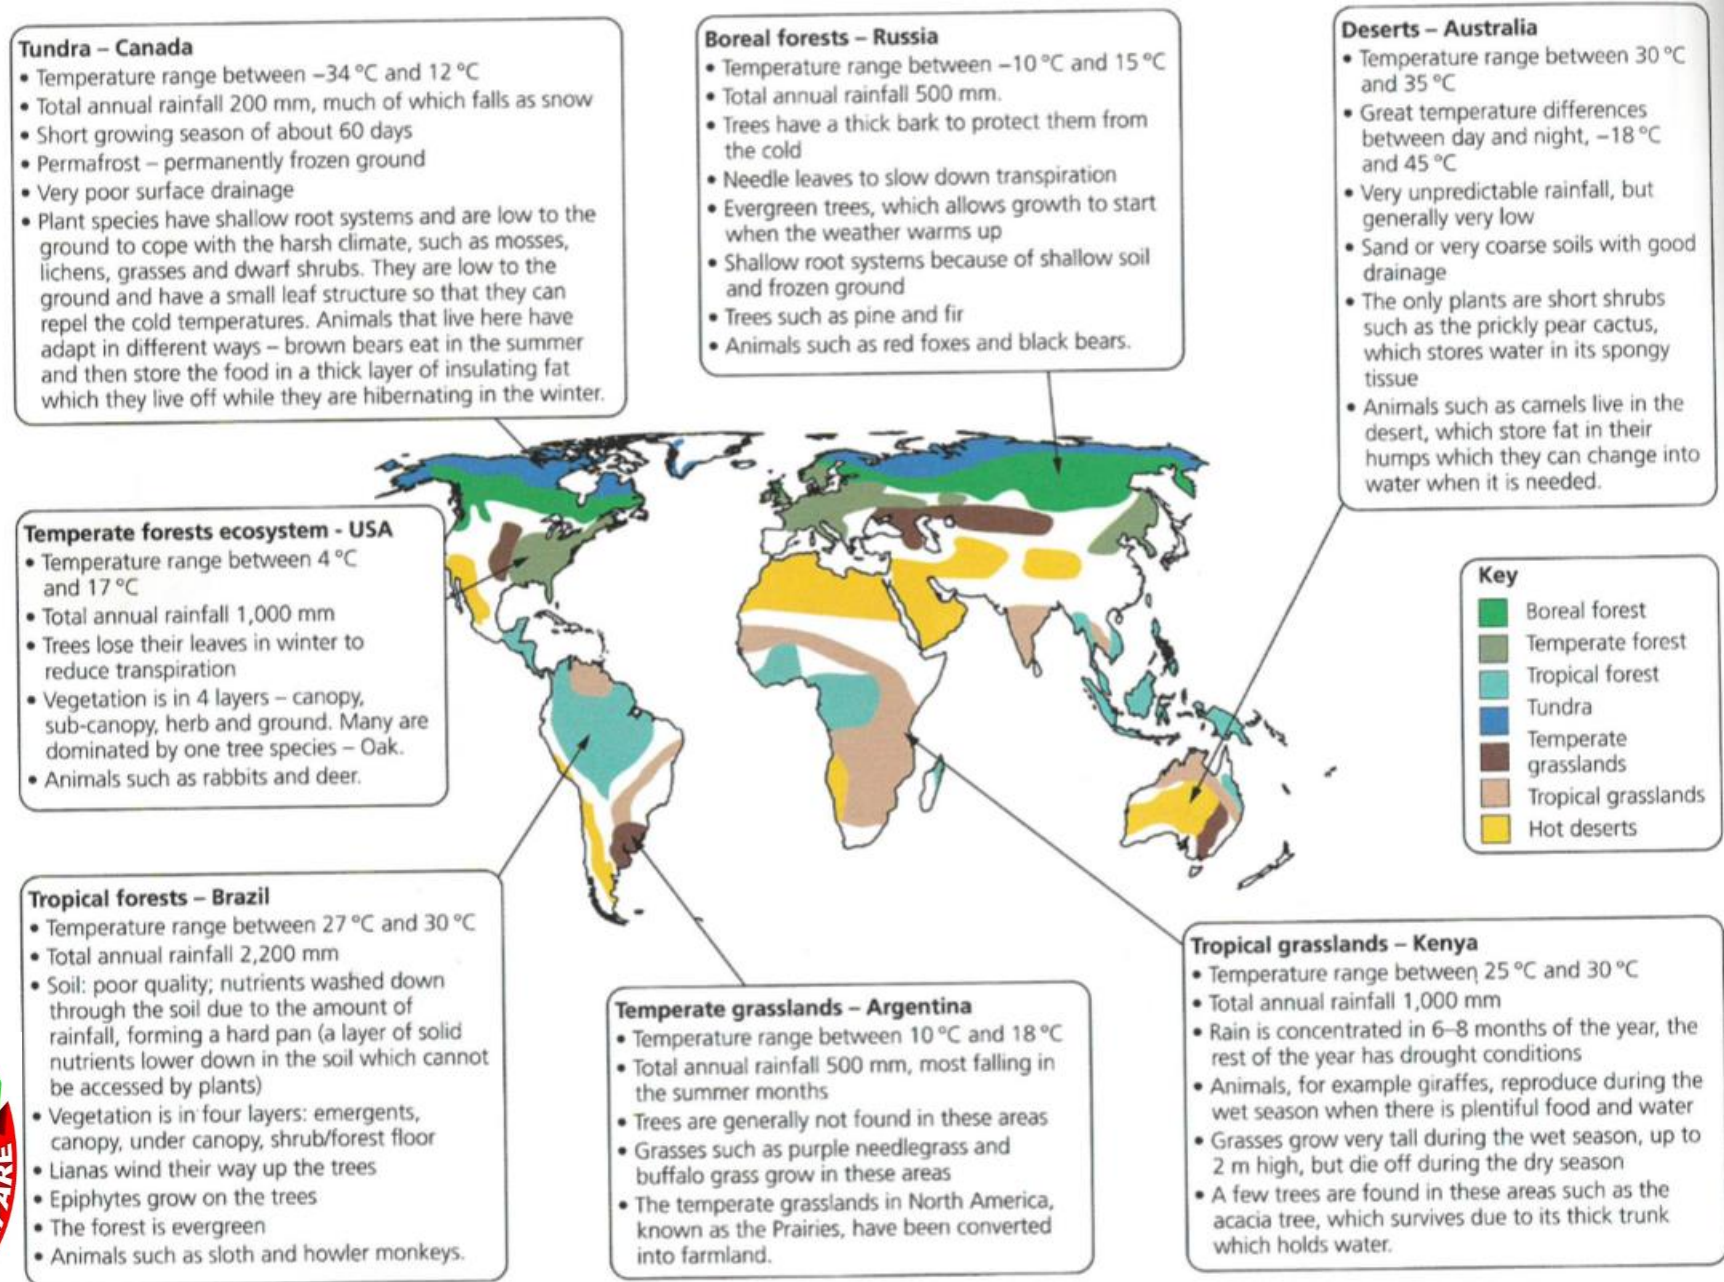 Tundra – Canada
• Temperature range between –34 °C and 12 °C
• Total annual rainfall 200 mm, much of which falls as snow
• Short growing season of about 60 days
• Permafrost – permanently frozen ground
• Very poor surface drainage
• Plant species have shallow root systems and are low to the
ground to cope with the harsh climate, such as mosses,
lichens, grasses and dwarf shrubs. They are low to the
ground and have a small leaf structure so that they can
repel the cold temperatures. Animals that live here have
adapt in different ways – brown bears eat in the summer
and then store the food in a thick layer of insulating fat
which they live off while they are hibernating in the winter.
Boreal forests – Russia
• Temperature range between –10 °C and 15 °C
• Total annual rainfall 500 mm.
• Trees have a thick bark to protect them from
the cold
• Needle leaves to slow down transpiration
• Evergreen trees, which allows growth to start
when the weather warms up
• Shallow root systems because of shallow soil
and frozen ground
• Trees such as pine and fir
• Animals such as red foxes and black bears.
Deserts – Australia
• Temperature range between 30 °C
and 35 °C
• Great temperature differences
between day and night, –18 °C
and 45 °C
• Very unpredictable rainfall, but
generally very low
• Sand or very coarse soils with good
drainage
• The only plants are short shrubs
such as the prickly pear cactus,
which stores water in its spongy
tissue
• Animals such as camels live in the
desert, which store fat in their
humps which they can change into
water when it is needed.
Temperate forests ecosystem - USA
• Temperature range between 4 °C
and 17 °C
• Total annual rainfall 1,000 mm
• Trees lose their leaves in winter to
reduce transpiration
• Vegetation is in 4 layers – canopy,
sub-canopy, herb and ground. Many are
dominated by one tree species – Oak.
• Animals such as rabbits and deer.
Key
Boreal forest
Temperate forest
Tropical forest
Tundra
Temperate
grasslands
Tropical grasslands
Hot deserts
Tropical forests – Brazil
• Temperature range between 27 °C and 30 °C
• Total annual rainfall 2,200 mm
• Soil: poor quality; nutrients washed down
through the soil due to the amount of
rainfall, forming a hard pan (a layer of solid
nutrients lower down in the soil which cannot
be accessed by plants)
• Vegetation is in four layers: emergents,
canopy, under canopy, shrub/forest floor
• Lianas wind their way up the trees
• Epiphytes grow on the trees
• The forest is evergreen
• Animals such as sloth and howler monkeys.
Temperate grasslands – Argentina
• Temperature range between 10 °C and 18 °C
• Total annual rainfall 500 mm, most falling in
the summer months
• Trees are generally not found in these areas
• Grasses such as purple needlegrass and
buffalo grass grow in these areas
• The temperate grasslands in North America,
known as the Prairies, have been converted
into farmland.
Tropical grasslands – Kenya
• Temperature range between 25 °C and 30 °C
• Total annual rainfall 1,000 mm
• Rain is concentrated in 6–8 months of the year, the
rest of the year has drought conditions
• Animals, for example giraffes, reproduce during the
wet season when there is plentiful food and water
• Grasses grow very tall during the wet season, up to
2 m high, but die off during the dry season
• A few trees are found in these areas such as the
acacia tree, which survives due to its thick trunk
which holds water.